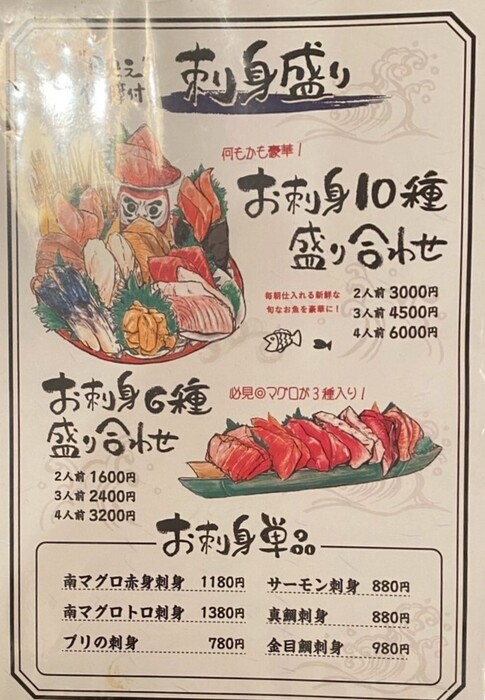 刺身盛り
何もかも豪華！
お刺身10種
盛り合わせ
毎朝仕入れる新鮮な
旬なお魚を豪華に！
2人前 3000円
3人前 4500円
4人前 6000円
お刺身6種
盛り合わせ
必見◎マグロが3種入り！
2人前 1600円
3人前 2400円
4人前 3200円
お刺身単品
南マグロ赤身刺身 1180円
南マグロトロ刺身 1380円
ブリの刺身 780円
サーモン刺身 880円
真鯛刺身 880円
金目鯛刺身 980円